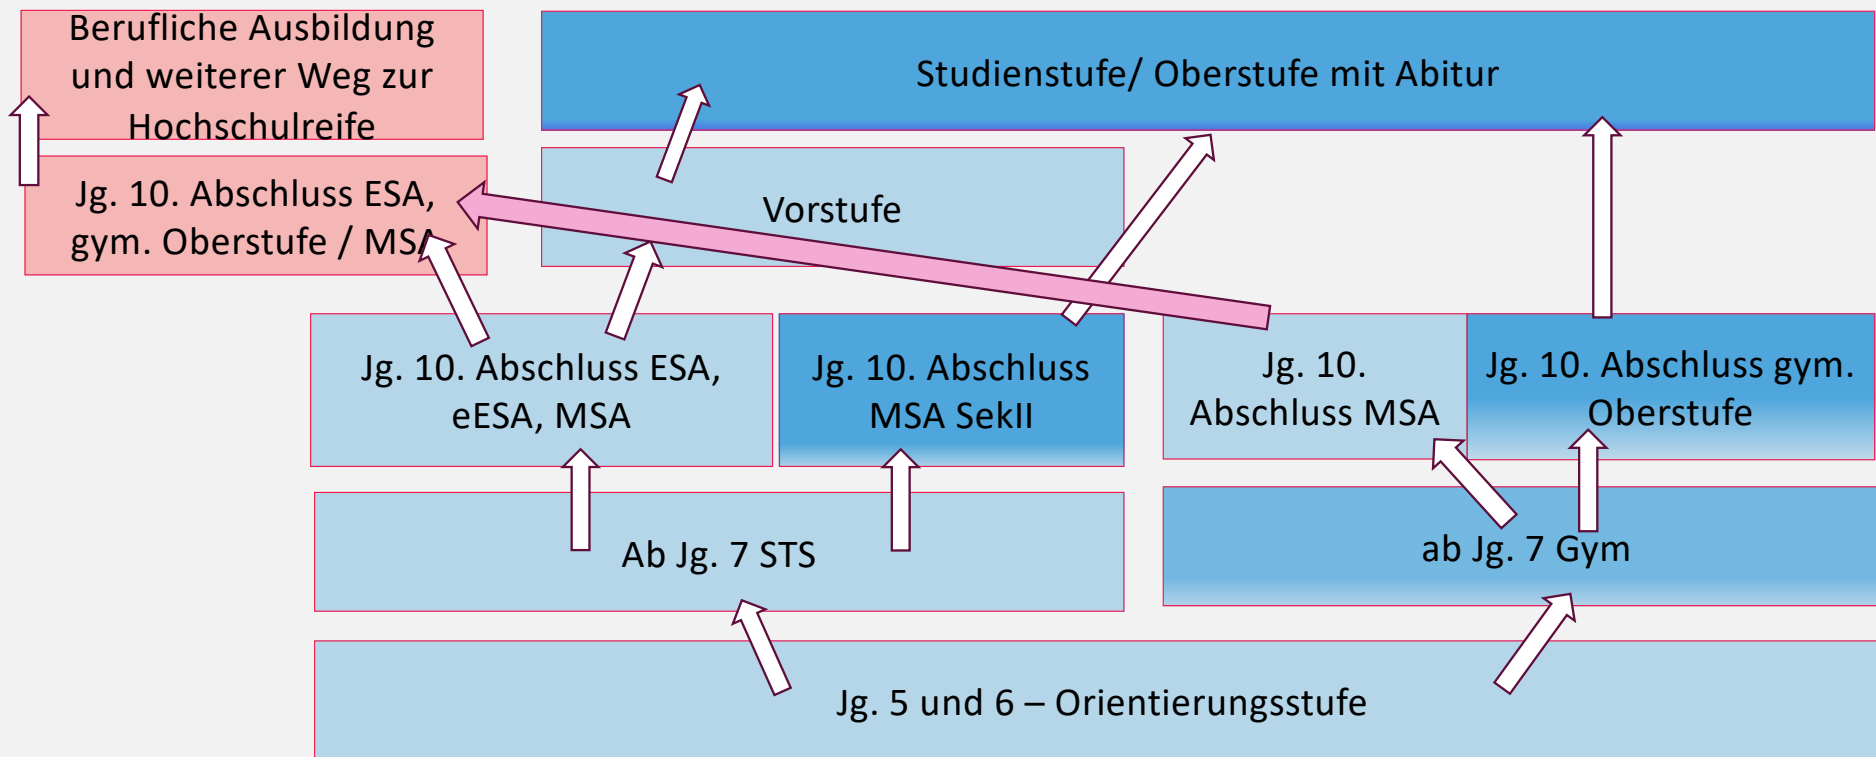 Berufliche Ausbildung
und weiterer Weg zur
Hochschulreife
Studienstufe/ Oberstufe mit Abitur
Jg. 10. Abschluss ESA,
gym. Oberstufe / MSA
Vorstufe
Jg. 10. Abschluss ESA,
eESA, MSA
Jg. 10. Abschluss
MSA SekII
Jg. 10.
Abschluss MSA
Jg. 10. Abschluss gym.
Oberstufe
Ab Jg. 7 STS
ab Jg. 7 Gym
Jg. 5 und 6 – Orientierungsstufe